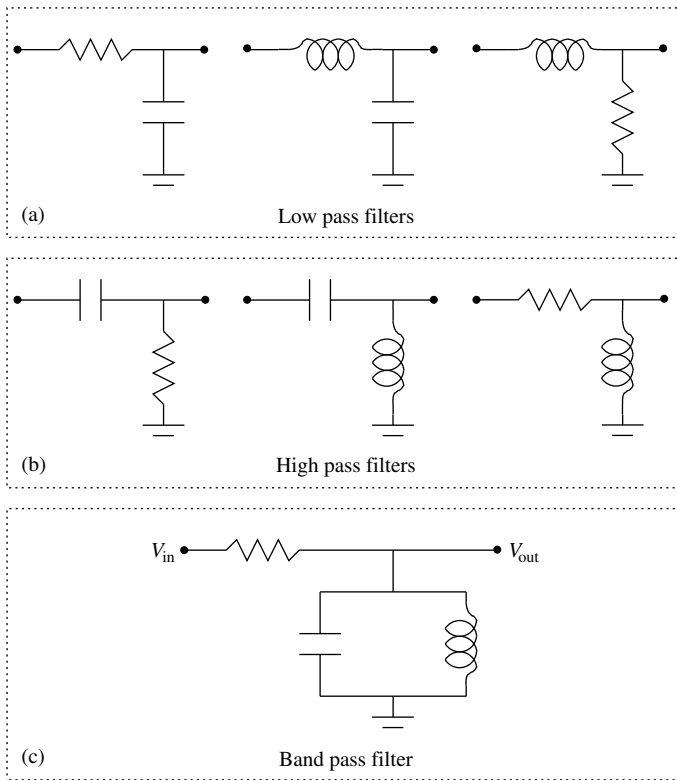 (a)
Low pass filters
(b)
High pass filters
V_in
V_out
(c)
Band pass filter